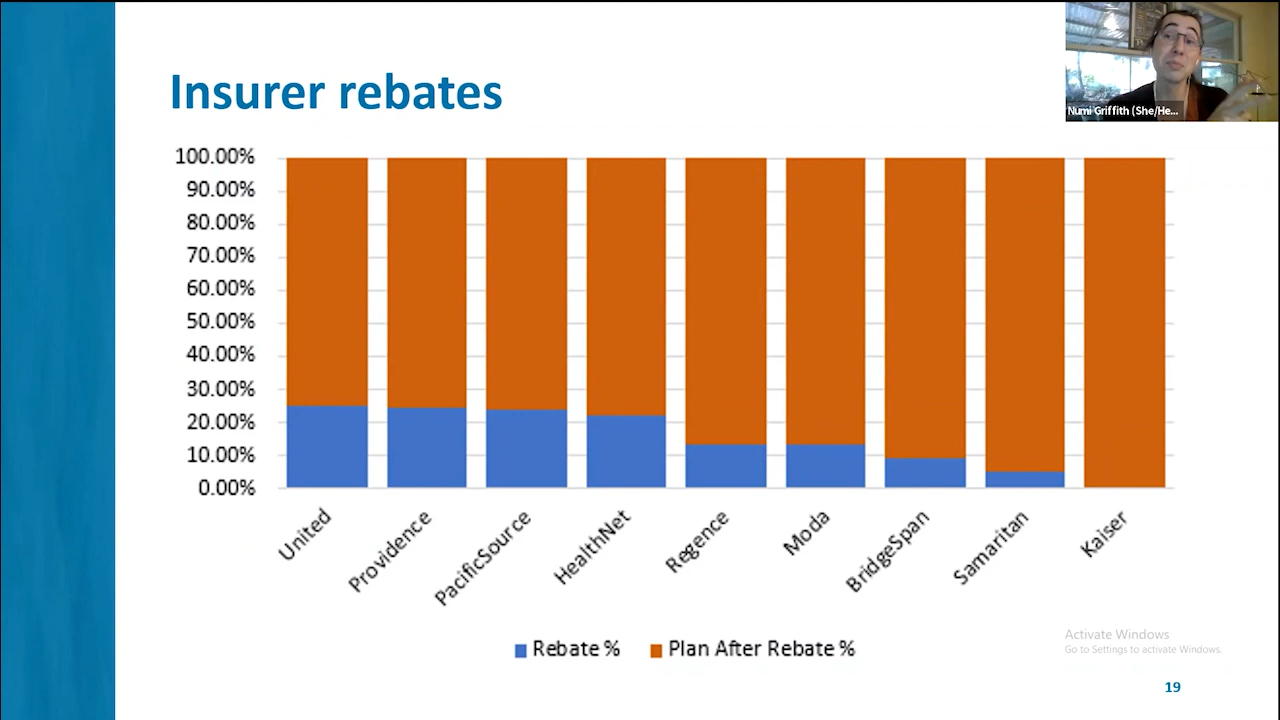 Insurer rebates
Numi Griffith (She/He...
100.00%
90.00%
80.00%
70.00%
60.00%
50.00%
40.00%
30.00%
20.00%
10.00%
0.00%
United
Providence
PacificSource
HealthNet
Regence
Moda
BridgeSpan
Samaritan
Kaiser
Rebate %
Plan After Rebate %
Activate Windows
Go to Settings to activate Windows.
19